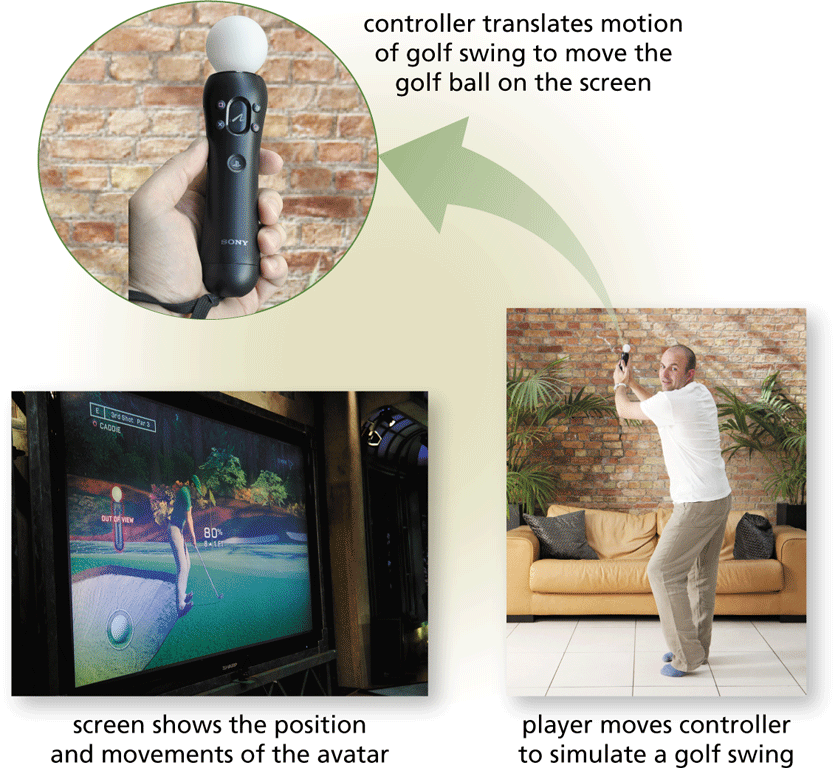 controller translates motion
of golf swing to move the
golf ball on the screen
SONY
E 3rd Shot Par 3
CADDIE
OUT OF VIEW
80%
SHARP
screen shows the position
and movements of the avatar
player moves controller
to simulate a golf swing